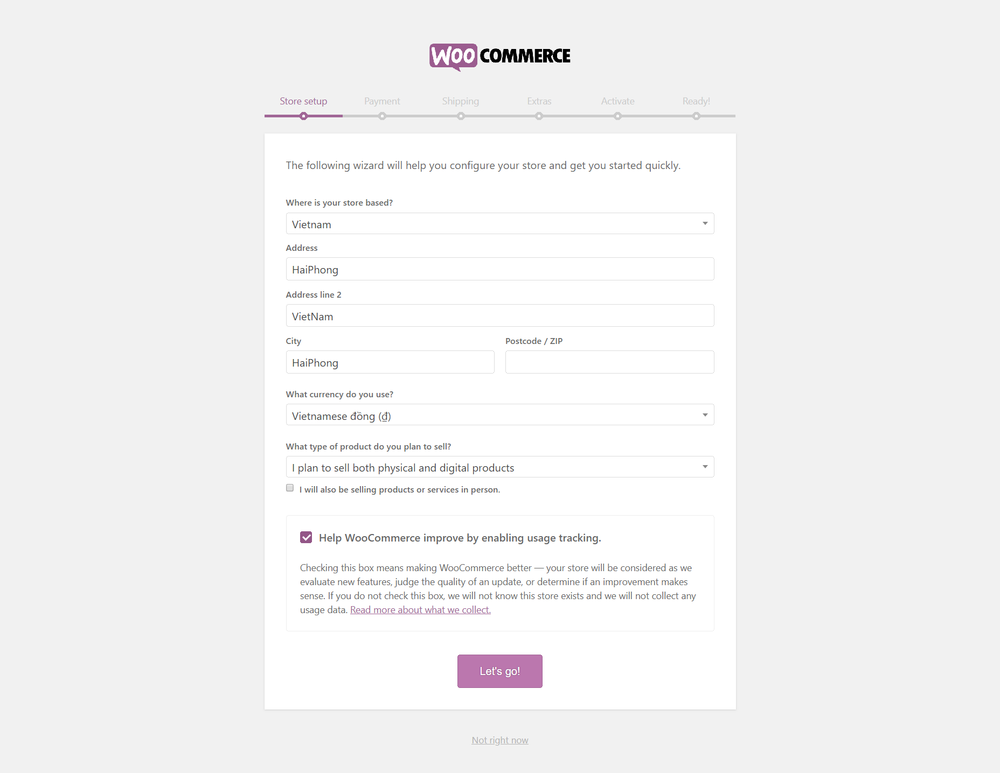 WOO COMMERCE
Store setup Payment Shipping Extras Activate Ready!
The following wizard will help you configure your store and get you started quickly.
Where is your store based?
Vietnam
Address
HaiPhong
Address line 2
VietNam
City Postcode / ZIP
HaiPhong
What currency do you use?
Vietnamese đồng (₫)
What type of product do you plan to sell?
I plan to sell both physical and digital products
I will also be selling products or services in person.
Help WooCommerce improve by enabling usage tracking.
Checking this box means making WooCommerce better — your store will be considered as we
evaluate new features, judge the quality of an update, or determine if an improvement makes
sense. If you do not check this box, we will not know this store exists and we will not collect any
usage data. Read more about what we collect.
Let's go!
Not right now